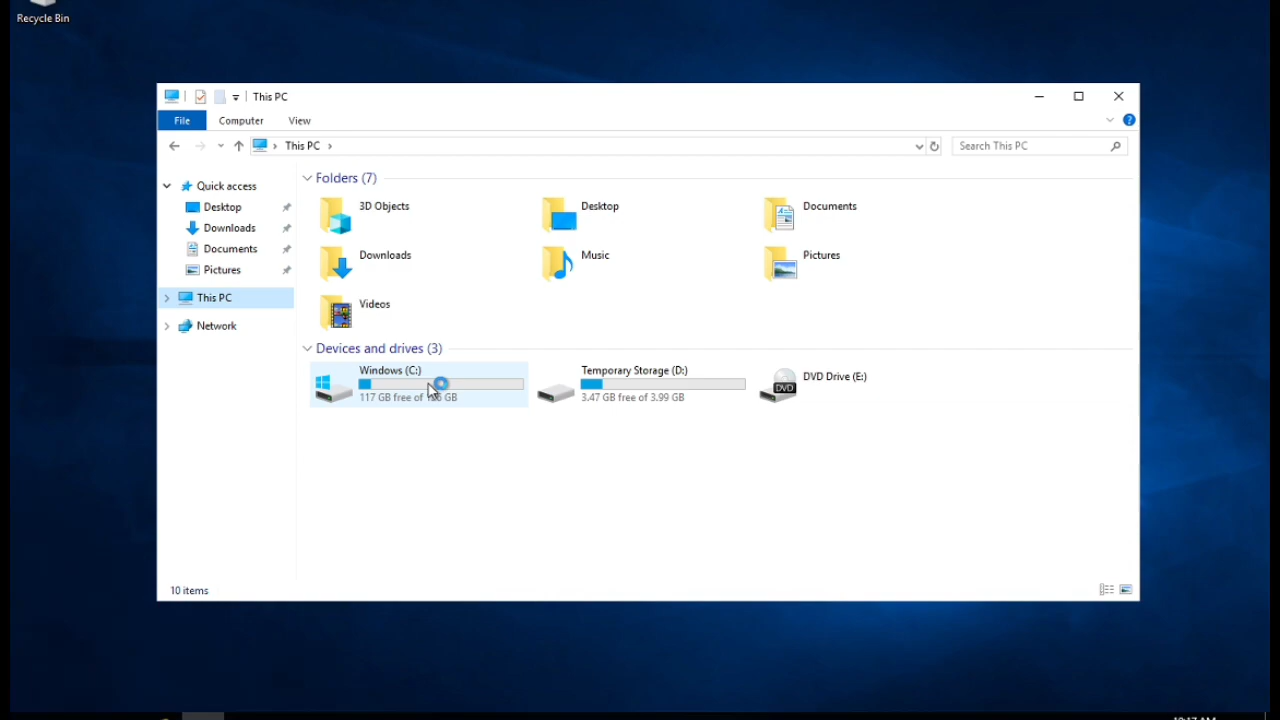 Recycle Bin
This PC
File Computer View
This PC
Search This PC
Quick access
Desktop
Downloads
Documents
Pictures
This PC
Network
Folders (7)
3D Objects Desktop Documents
Downloads Music Pictures
Videos
Devices and drives (3)
Windows (C:) Temporary Storage (D:) DVD Drive (E:)
117 GB free of GB 3.47 GB free of 3.99 GB
DVD
10 items